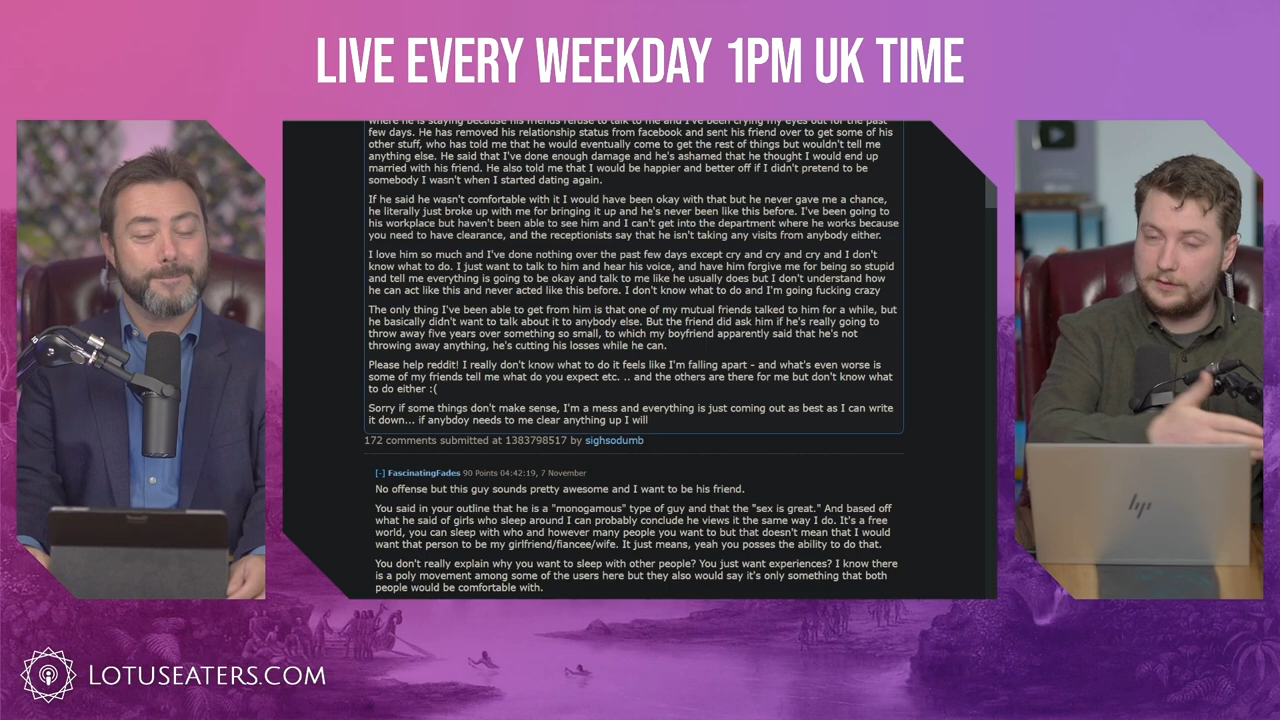 LIVE EVERY WEEKDAY 1PM UK TIME
where he is staying because his friends refuse to talk to me and I've been crying my eyes out for the past
few days. He has removed his relationship status from facebook and sent his friend over to get some of his
other stuff, who has told me that he would eventually come to get the rest of things but wouldn't tell me
anything else. He said that I've done enough damage and he's ashamed that he thought I would end up
married with his friend. He also told me that I would be happier and better off if I didn't pretend to be
somebody I wasn't when I started dating again.
If he said he wasn't comfortable with it I would have been okay with that but he never gave me a chance,
he literally just broke up with me for bringing it up and he's never been like this before. I've been going to
his workplace but haven't been able to see him and I can't get into the department where he works because
you need to have clearance, and the receptionists say that he isn't taking any visits from anybody either.
I love him so much and I've done nothing over the past few days except cry and cry and cry and I don't
know what to do. I just want to talk to him and hear his voice, and have him forgive me for being so stupid
and tell me everything is going to be okay and talk to me like he usually does but I don't understand how
he can act like this and never acted like this before. I don't know what to do and I'm going fucking crazy
The only thing I've been able to get from him is that one of my mutual friends talked to him for a while, but
he basically didn't want to talk about it to anybody else. But the friend did ask him if he's really going to
throw away five years over something so small, to which my boyfriend apparently said that he's not
throwing away anything, he's cutting his losses while he can.
Please help reddit! I really don't know what to do it feels like I'm falling apart - and what's even worse is
some of my friends tell me what do you expect etc. .. and the others are there for me but don't know what
to do either :(
Sorry if some things don't make sense, I'm a mess and everything is just coming out as best as I can write
it down... if anybdoy needs to me clear anything up I will
172 comments submitted at 1383798517 by sighsodumb
[-] FascinatingFades 90 Points 04:42:19, 7 November
No offense but this guy sounds pretty awesome and I want to be his friend.
You said in your outline that he is a "monogamous" type of guy and that the "sex is great." And based off
what he said of girls who sleep around I can probably conclude he views it the same way I do. It's a free
world, you can sleep with who and however many people you want to but that doesn't mean that I would
want that person to be my girlfriend/fiancee/wife. It just means, yeah you posses the ability to do that.
You don't really explain why you want to sleep with other people? You just want experiences? I know there
is a poly movement among some of the users here but they also would say it's only something that both
people would be comfortable with.
hp
LOTUSEATERS.COM